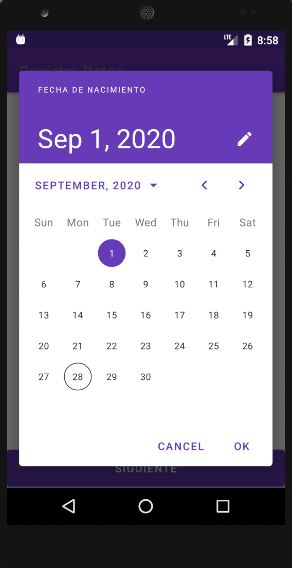 LTE 8:58
FECHA DE NACIMIENTO
Sep 1, 2020
SEPTEMBER, 2020
Sun Mon Tue Wed Thu Fri Sat
1 2 3 4 5
6 7 8 9 10 11 12
13 14 15 16 17 18 19
20 21 22 23 24 25 26
27 28 29 30
CANCEL OK
SIGUIENTE